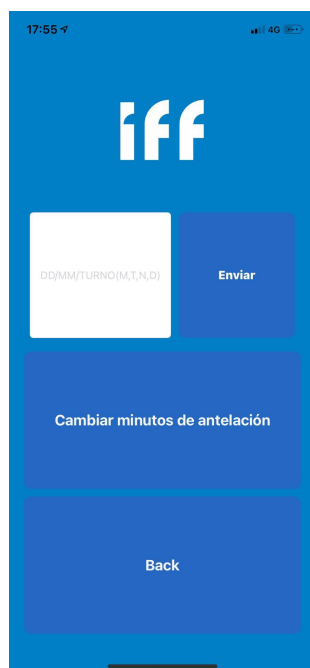 17:55
4G
iff
DD/MM/TURNO(M,T,N,D)
Enviar
Cambiar minutos de antelación
Back